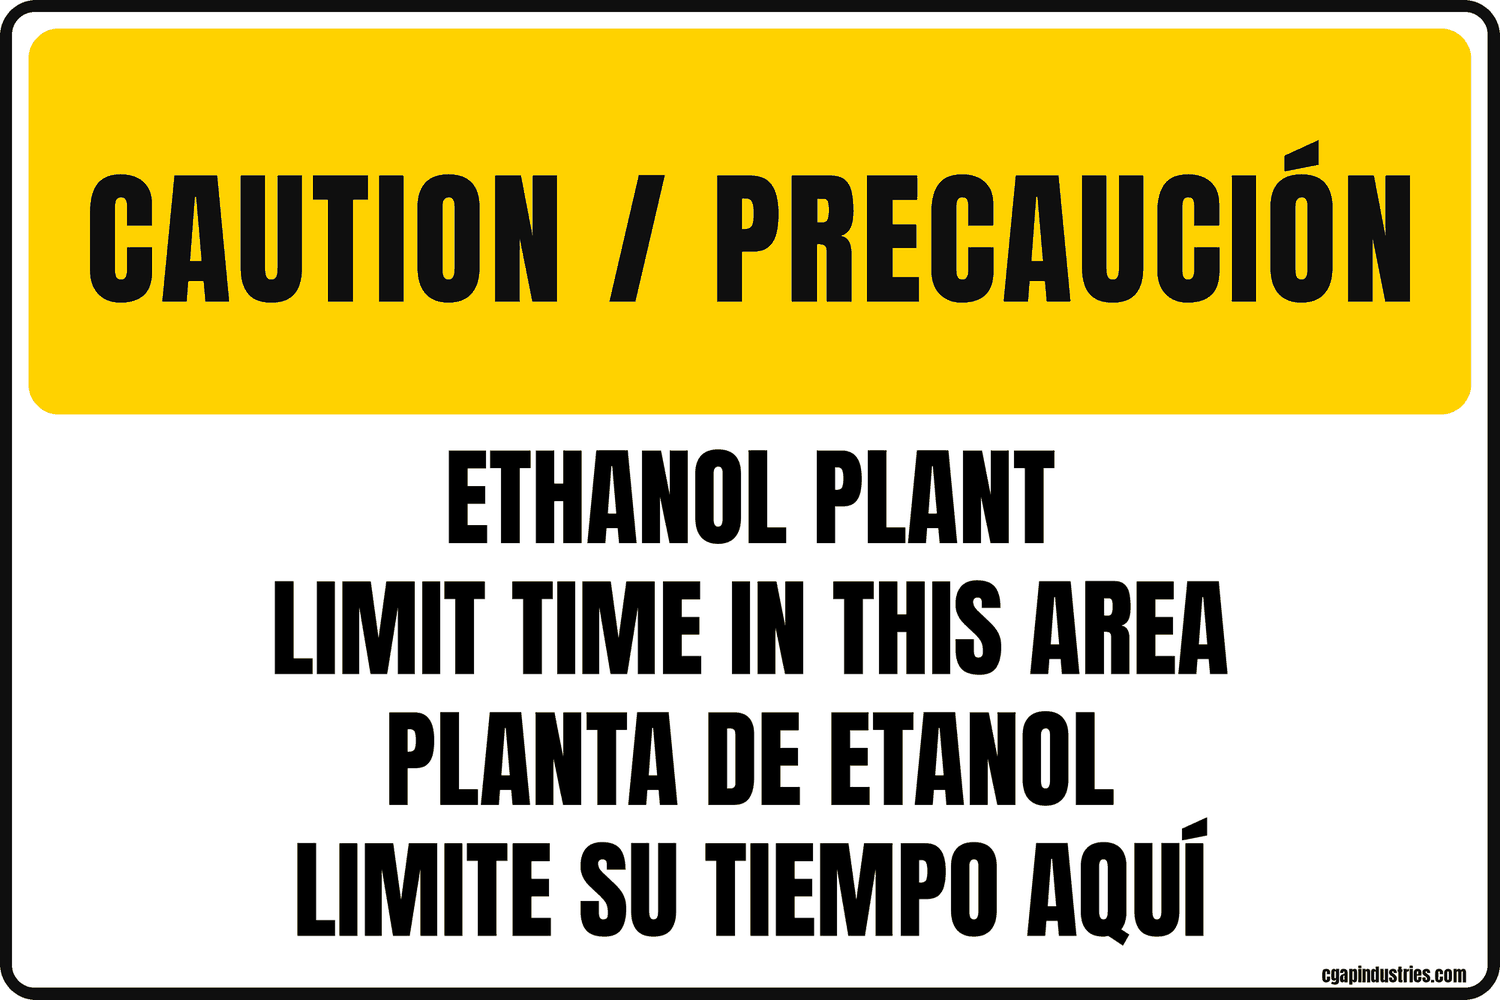 CAUTION / PRECAUCIÓN
ETHANOL PLANT
LIMIT TIME IN THIS AREA
PLANTA DE ETANOL
LIMITE SU TIEMPO AQUÍ
cgapindustries.com